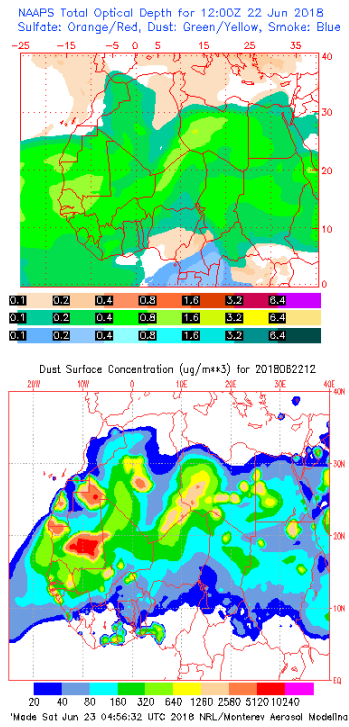 NAAPS Total Optical Depth for 12:00Z 22 Jun 2018
Sulfate: Orange/Red, Dust: Green/Yellow, Smoke: Blue
-25 -15 -5 5 15 25 35 40
30
20
10
0
0.1 0.2 0.4 0.8 1.6 3.2 6.4
0.1 0.2 0.4 0.8 1.6 3.2 6.4
0.1 0.2 0.4 0.8 1.6 3.2 6.4
Dust Surface Concentration (ug/m**3) for 2018062212
20W 10W 0 10E 20E 30E 40E
40N
30N
20N
10N
EQ
20 40 80 160 320 640 1280 2560 5120 10240
Made Sat Jun 23 04:56:32 UTC 2018 NRL/Monterey Aerosol Modeling